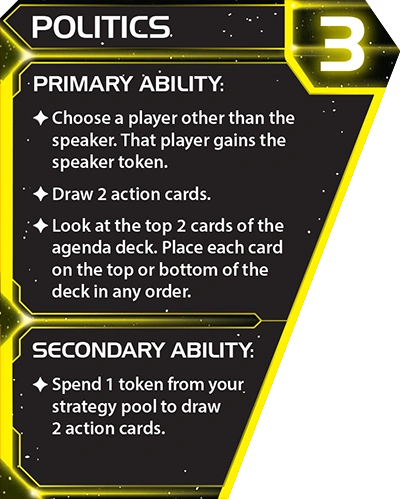 POLITICS
3
PRIMARY ABILITY:
Choose a player other than the
speaker. That player gains the
speaker token.
Draw 2 action cards.
Look at the top 2 cards of the
agenda deck. Place each card
on the top or bottom of the
deck in any order.
SECONDARY ABILITY:
Spend 1 token from your
strategy pool to draw
2 action cards.